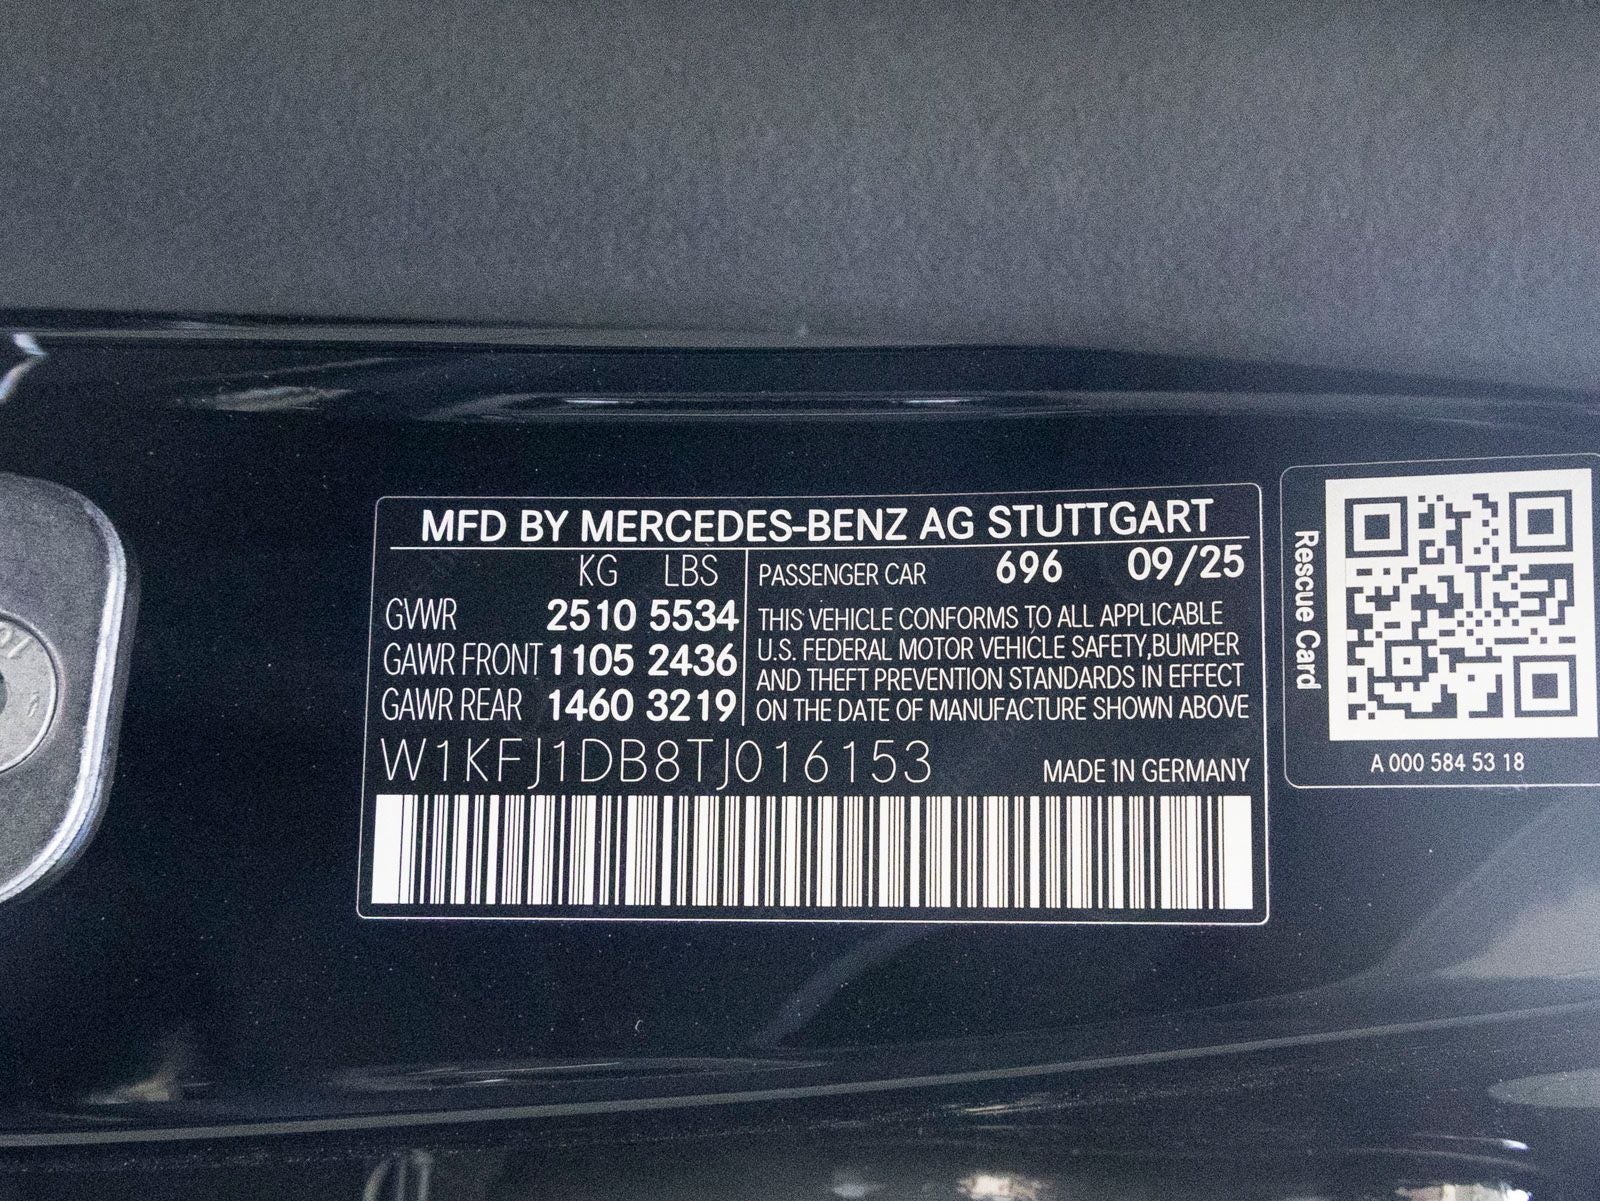 MFD BY MERCEDES-BENZ AG STUTTGART
KG LBS
GVWR 2510 5534
GAWR FRONT 1105 2436
GAWR REAR 1460 3219
PASSENGER CAR 696 09/25
THIS VEHICLE CONFORMS TO ALL APPLICABLE
U.S. FEDERAL MOTOR VEHICLE SAFETY,BUMPER
AND THEFT PREVENTION STANDARDS IN EFFECT
ON THE DATE OF MANUFACTURE SHOWN ABOVE
W1KFJ1DB8TJ016153
MADE IN GERMANY
Rescue Card
A 000 584 53 18